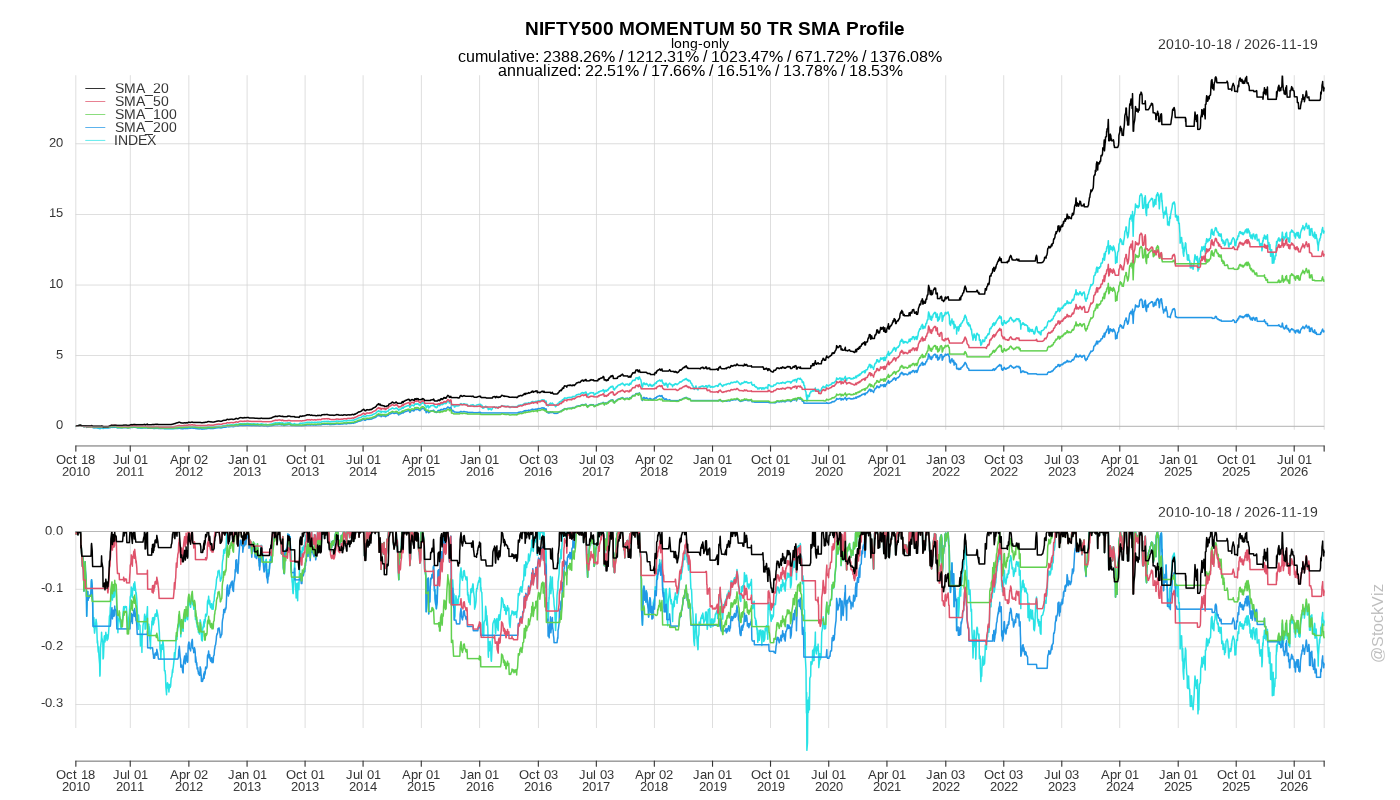 NIFTY500 MOMENTUM 50 TR SMA Profile
long-only
cumulative: 2388.26% / 1212.31% / 1023.47% / 671.72% / 1376.08%
annualized: 22.51% / 17.66% / 16.51% / 13.78% / 18.53%
2010-10-18 / 2026-11-19
SMA_20
SMA_50
SMA_100
SMA_200
INDEX
20
15
10
5
0
Oct 18 Jul 01 Apr 02 Jan 01 Oct 01 Jul 01 Apr 01 Jan 01 Oct 03 Jul 03 Apr 02 Jan 01 Oct 01 Jul 01 Apr 01 Jan 03 Oct 03 Jul 03 Apr 01 Jan 01 Oct 01 Jul 01
2010 2011 2012 2013 2013 2014 2015 2016 2016 2017 2018 2019 2019 2020 2021 2022 2022 2023 2024 2025 2025 2026
2010-10-18 / 2026-11-19
0.0
-0.1
-0.2
-0.3
Oct 18 Jul 01 Apr 02 Jan 01 Oct 01 Jul 01 Apr 01 Jan 01 Oct 03 Jul 03 Apr 02 Jan 01 Oct 01 Jul 01 Apr 01 Jan 03 Oct 03 Jul 03 Apr 01 Jan 01 Oct 01 Jul 01
2010 2011 2012 2013 2013 2014 2015 2016 2016 2017 2018 2019 2019 2020 2021 2022 2022 2023 2024 2025 2025 2026
@StockViz